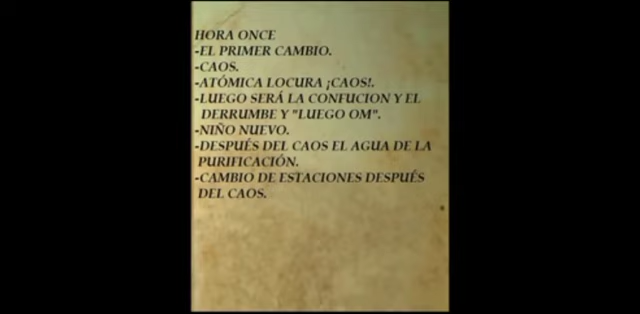 HORA ONCE
-EL PRIMER CAMBIO.
-CAOS.
-ATÓMICA LOCURA ¡CAOS!.
-LUEGO SERÁ LA CONFUCION Y EL
DERRUMBE Y "LUEGO OM".
-NIÑO NUEVO.
-DESPUÉS DEL CAOS EL AGUA DE LA
PURIFICACIÓN.
-CAMBIO DE ESTACIONES DESPUÉS
DEL CAOS.